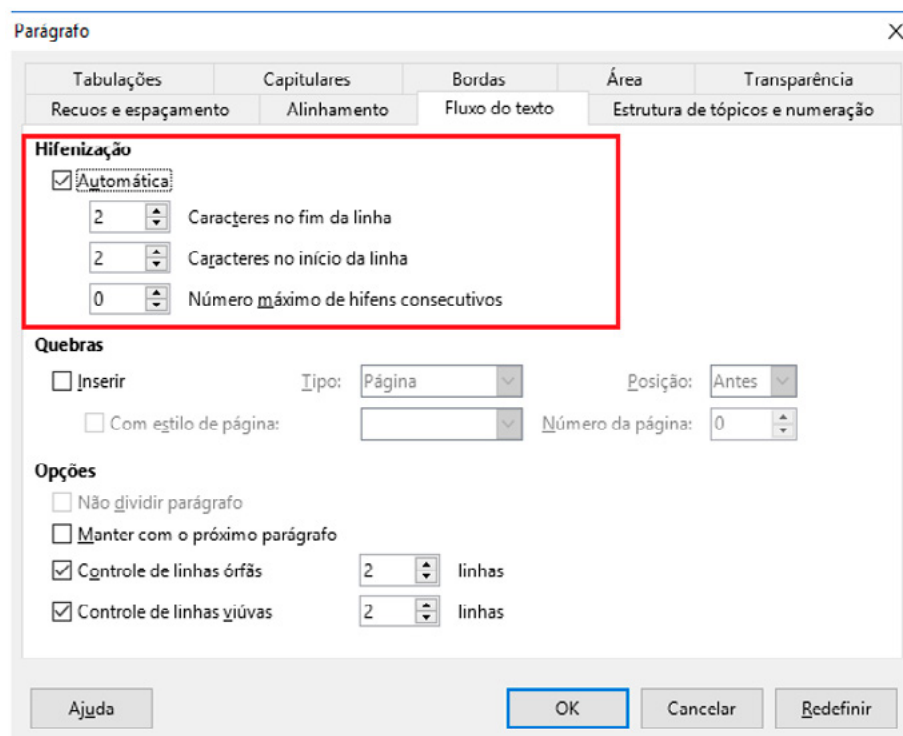 Parágrafo
Tabulações Capitulares Bordas Área Transparência
Recuos e espaçamento Alinhamento Fluxo do texto Estrutura de tópicos e numeração
Hifenização
Automática
2 Caracteres no fim da linha
2 Caracteres no início da linha
0 Número máximo de hifens consecutivos
Quebras
Inserir Tipo: Página Posição: Antes
Com estilo de página: Número da página: 0
Opções
Não dividir parágrafo
Manter com o próximo parágrafo
Controle de linhas órfãs 2 linhas
Controle de linhas viúvas 2 linhas
Ajuda OK Cancelar Redefinir